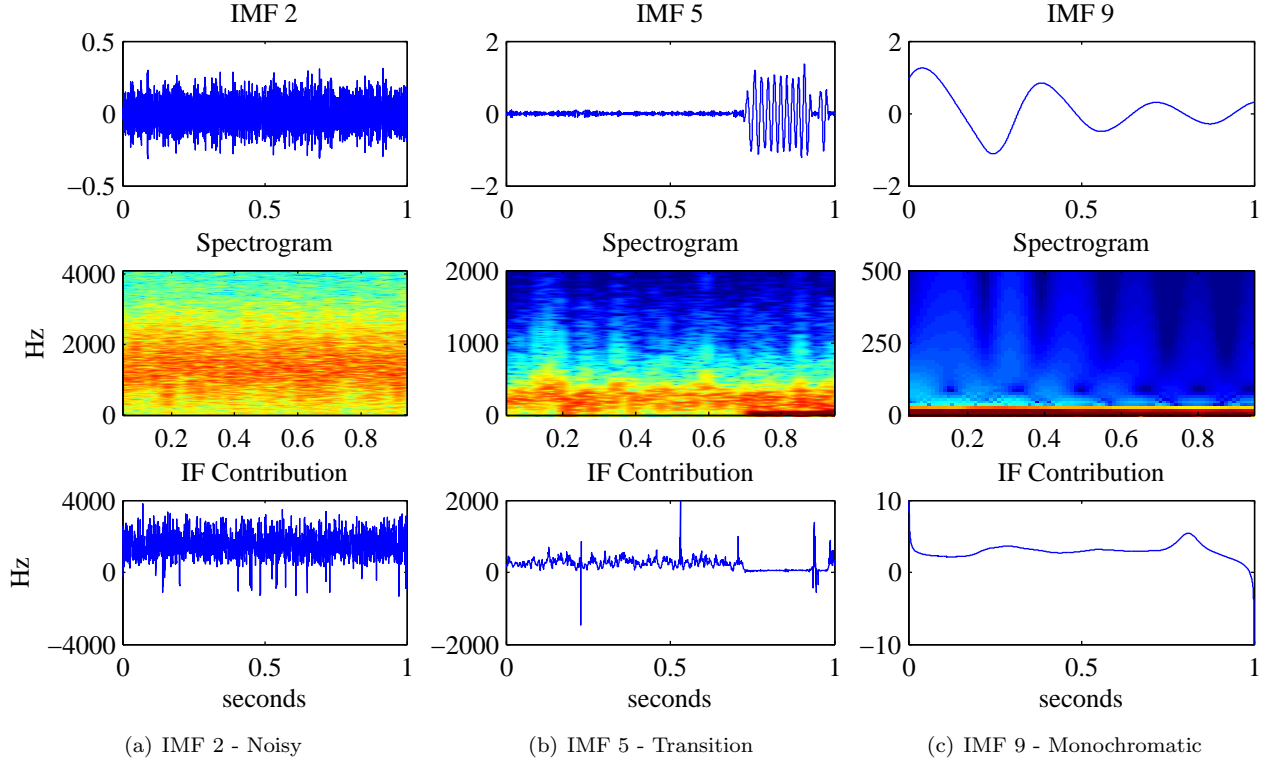 IMF 2 IMF 5 IMF 9
0.5 2 2
0 0 0
−0.5 −2 −2
0 0.5 1 0 0.5 1 0 0.5 1
Spectrogram Spectrogram Spectrogram
4000 2000 500
Hz 2000 1000 250
0 0 0
0.2 0.4 0.6 0.8 0.2 0.4 0.6 0.8 0.2 0.4 0.6 0.8
IF Contribution IF Contribution IF Contribution
4000 2000 10
Hz 0 0 0
−4000 −2000 −10
0 0.5 1 0 0.5 1 0 0.5 1
seconds seconds seconds
(a) IMF 2 - Noisy (b) IMF 5 - Transition (c) IMF 9 - Monochromatic